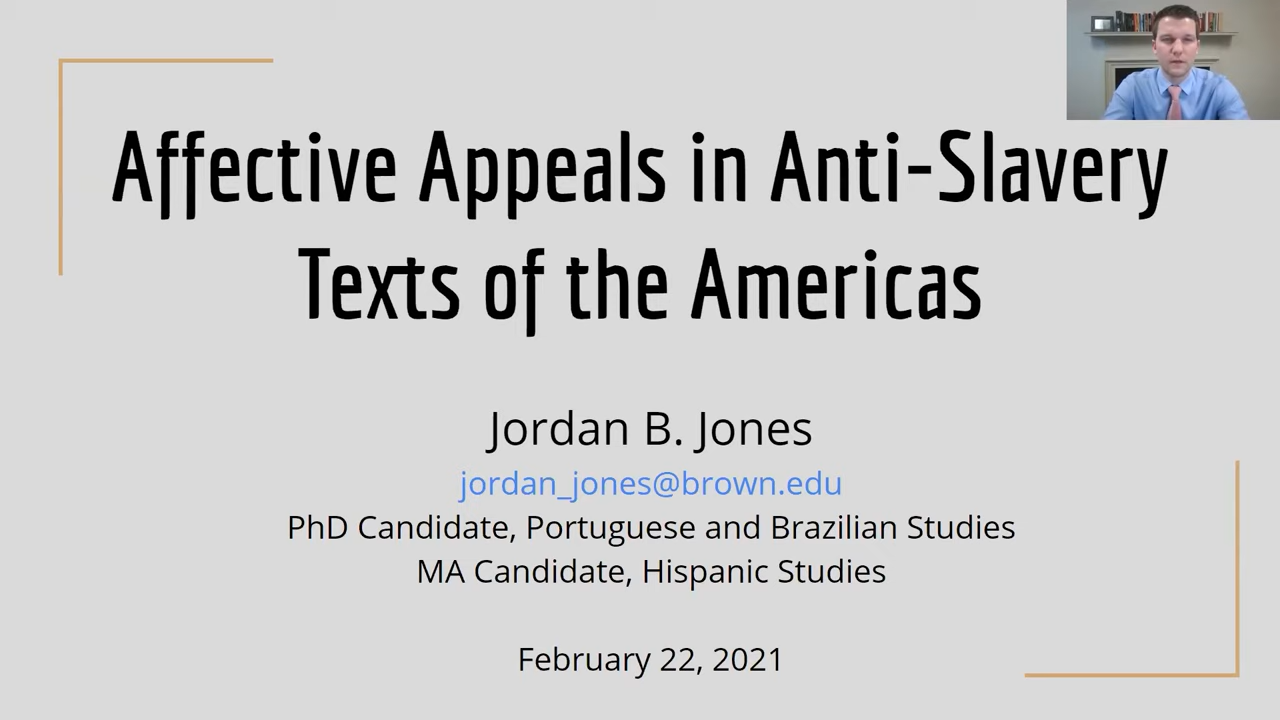 Affective Appeals in Anti-Slavery
Texts of the Americas
Jordan B. Jones
jordan_jones@brown.edu
PhD Candidate, Portuguese and Brazilian Studies
MA Candidate, Hispanic Studies
February 22, 2021